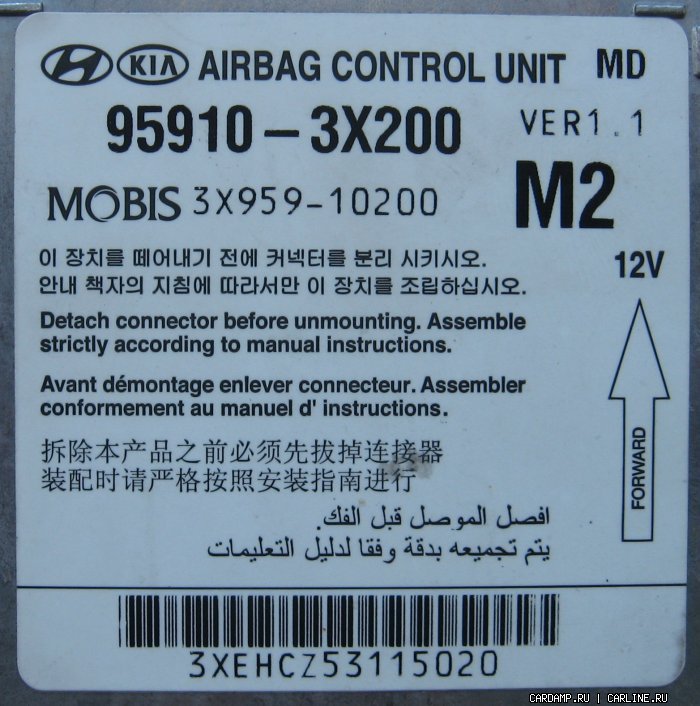 KIA AIRBAG CONTROL UNIT MD
95910-3X200 VER1.1
MOBIS 3X959-10200 M2
이 장치를 떼어내기 전에 커넥터를 분리 시키시오.
안내 책자의 지침에 따라서만 이 장치를 조립하십시오.
12V
Detach connector before unmounting. Assemble
strictly according to manual instructions.
Avant démontage enlever connecteur. Assembler
conformement au manuel d' instructions.
FORWARD
拆除本产品之前必须先拔掉连接器
装配时请严格按照安装指南进行
افصل الموصل قبل الفك.
يتم تجميعه بدقة وفقا لدليل التعليمات
3XEHCZ53115020
CARDAMP.RU | CARLINE.RU